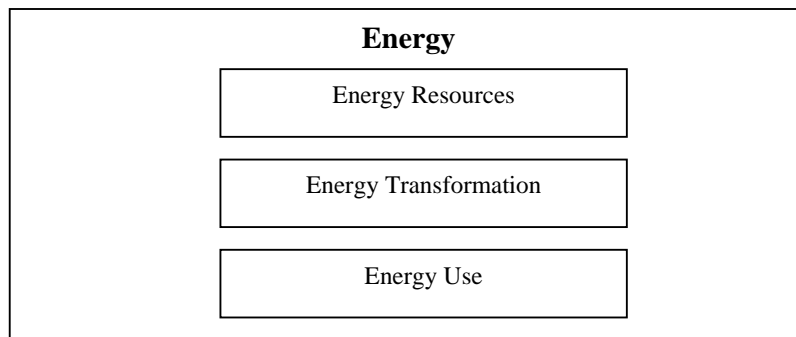 Energy
Energy Resources
Energy Transformation
Energy Use